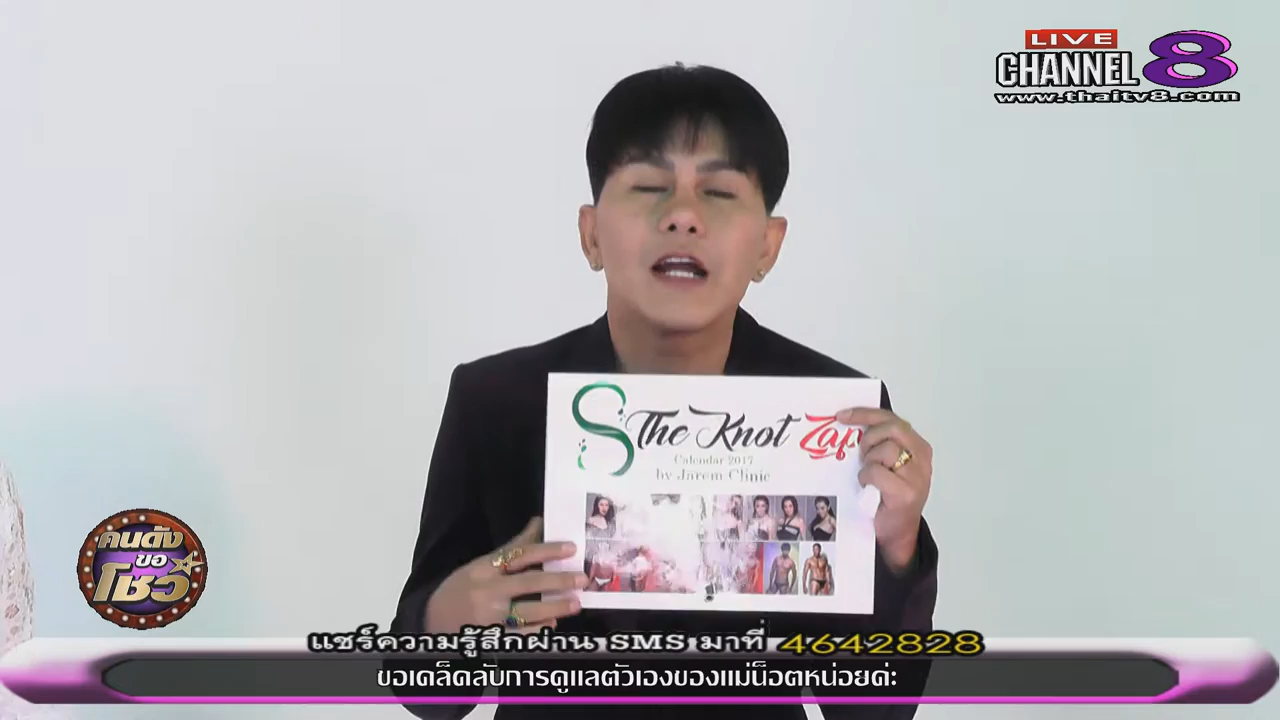 LIVE
CHANNEL 8
www.thaitv8.com
S The Knot Zap
Calendar 2017
by Jarem Clinic
คนดัง
ขอ
โชว์
แชร์ความรู้สึกผ่าน SMS มาที่ 4642828
ขอเคล็ดลับการดูแลตัวเองของแม่น็อตหน่อยค่ะ